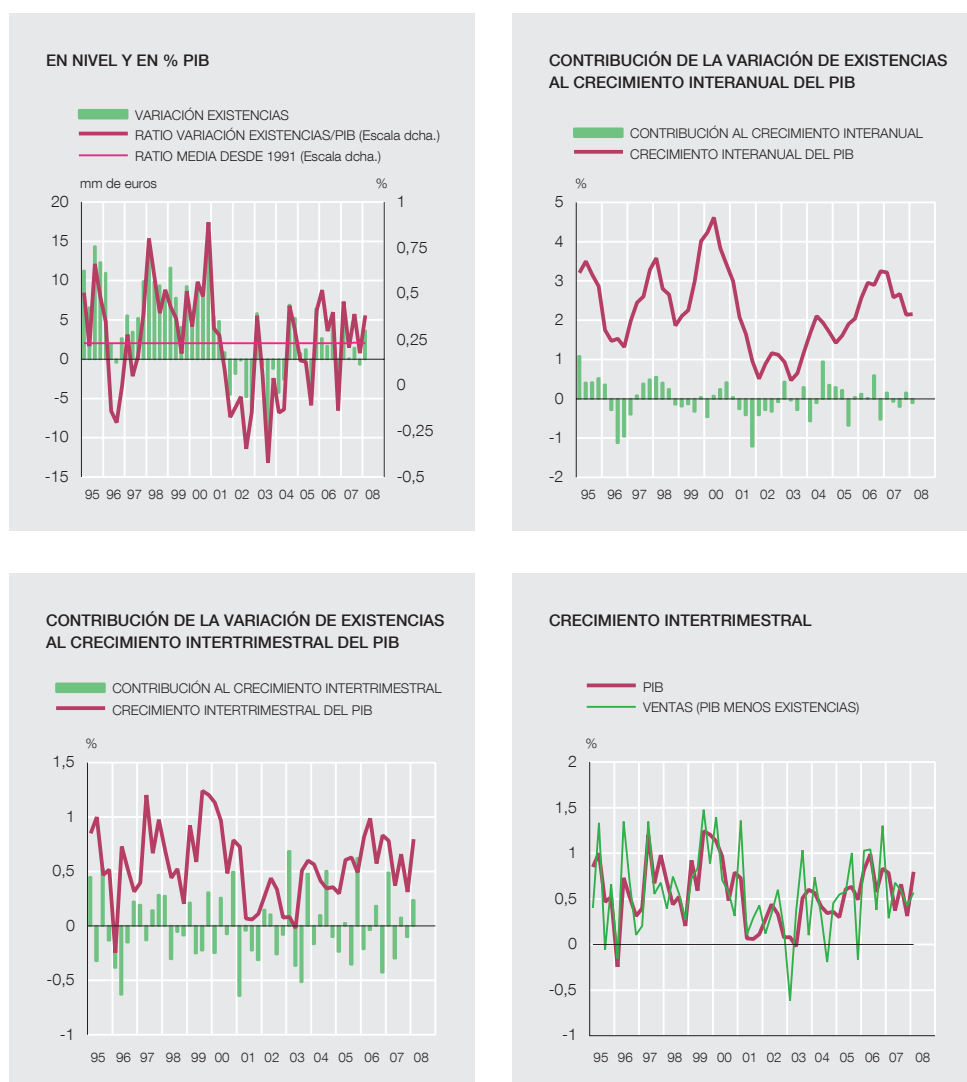 EN NIVEL Y EN % PIB
VARIACIÓN EXISTENCIAS
RATIO VARIACIÓN EXISTENCIAS/PIB (Escala dcha.)
RATIO MEDIA DESDE 1991 (Escala dcha.)
mm de euros %
20 1
15 0,75
10 0,5
5 0,25
0 0
-5 -0,25
-10 -0,5
-15
95 96 97 98 99 00 01 02 03 04 05 06 07 08
CONTRIBUCIÓN DE LA VARIACIÓN DE EXISTENCIAS
AL CRECIMIENTO INTERANUAL DEL PIB
CONTRIBUCIÓN AL CRECIMIENTO INTERANUAL
CRECIMIENTO INTERANUAL DEL PIB
%
5
4
3
2
1
0
-1
-2
95 96 97 98 99 00 01 02 03 04 05 06 07 08
CONTRIBUCIÓN DE LA VARIACIÓN DE EXISTENCIAS
AL CRECIMIENTO INTERTRIMESTRAL DEL PIB
CONTRIBUCIÓN AL CRECIMIENTO INTERTRIMESTRAL
CRECIMIENTO INTERTRIMESTRAL DEL PIB
%
1,5
1
0,5
0
-0,5
-1
95 96 97 98 99 00 01 02 03 04 05 06 07 08
CRECIMIENTO INTERTRIMESTRAL
PIB
VENTAS (PIB MENOS EXISTENCIAS)
%
2
1,5
1
0,5
0
-0,5
-1
95 96 97 98 99 00 01 02 03 04 05 06 07 08